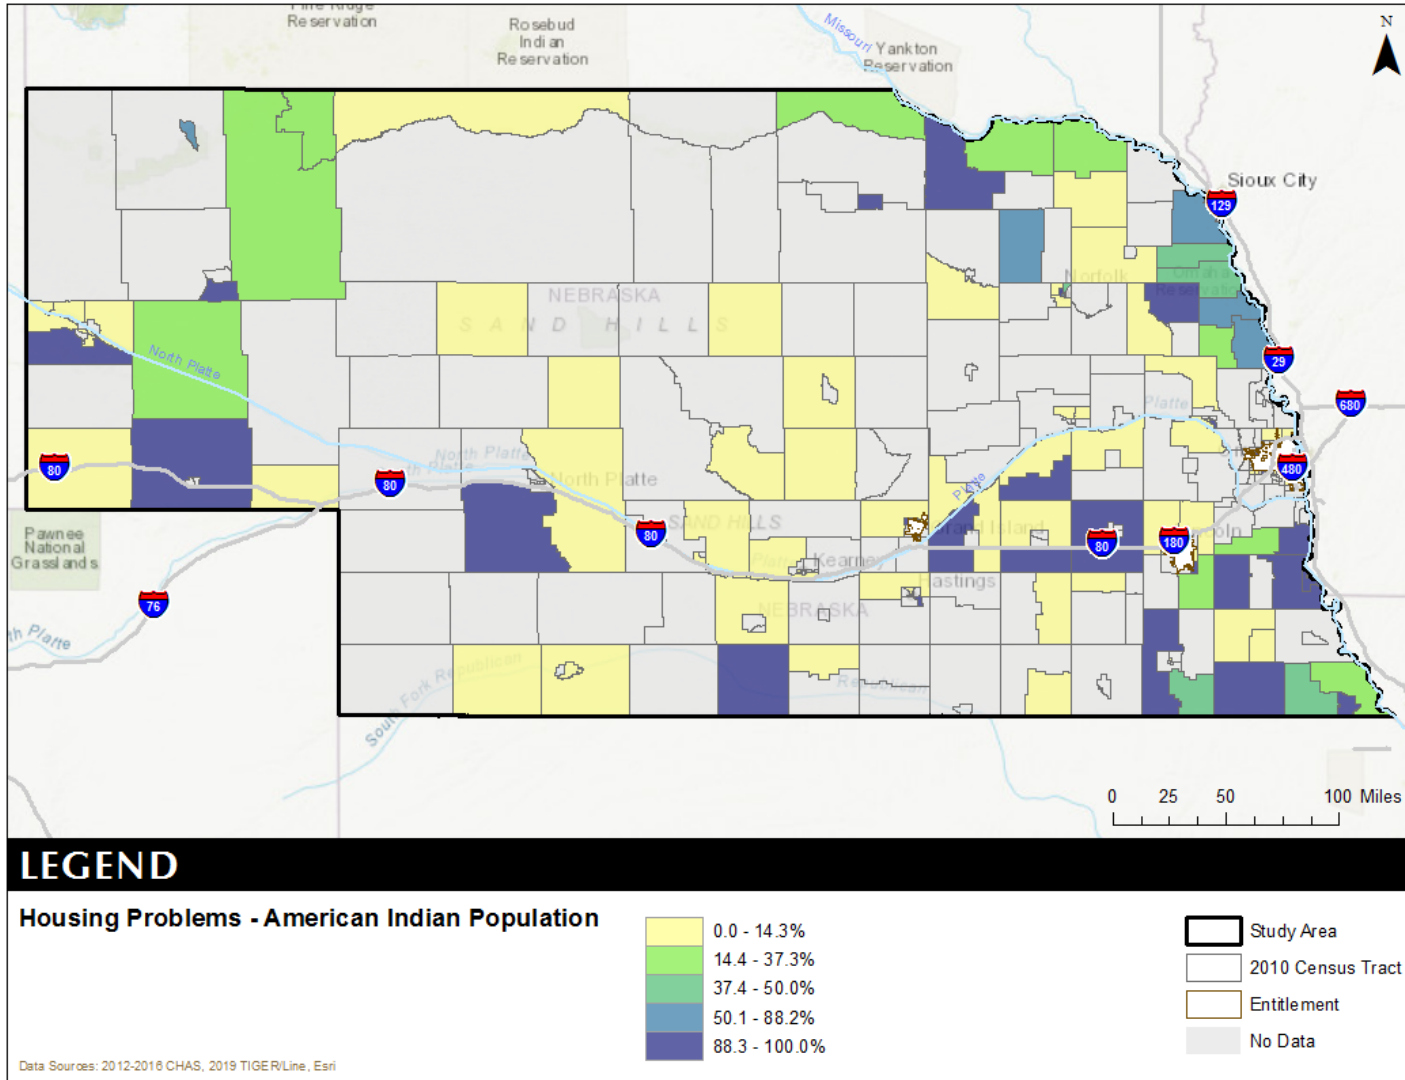 Pine Ridge
Reservation
Rosebud
Indian
Reservation
Missouri
Yankton
Reservation
N
Sioux City
129
Norfolk
Omaha
Reservation
NEBRASKA
SAND HILLS
North Platte
29
680
Platte
80
North Platte
North Platte
North Platte
80
480
Platte
SAND HILLS
80
Grand Island
80
180
Lincoln
Pawnee
National
Grasslands
Platte
Kearney
Hastings
76
NEBRASKA
th Platte
South Fork Republican
Republican
0 25 50 100 Miles
LEGEND
Housing Problems - American Indian Population
0.0 - 14.3%
14.4 - 37.3%
37.4 - 50.0%
50.1 - 88.2%
88.3 - 100.0%
Study Area
2010 Census Tract
Entitlement
No Data
Data Sources: 2012-2016 CHAS, 2019 TIGER/Line, Esri